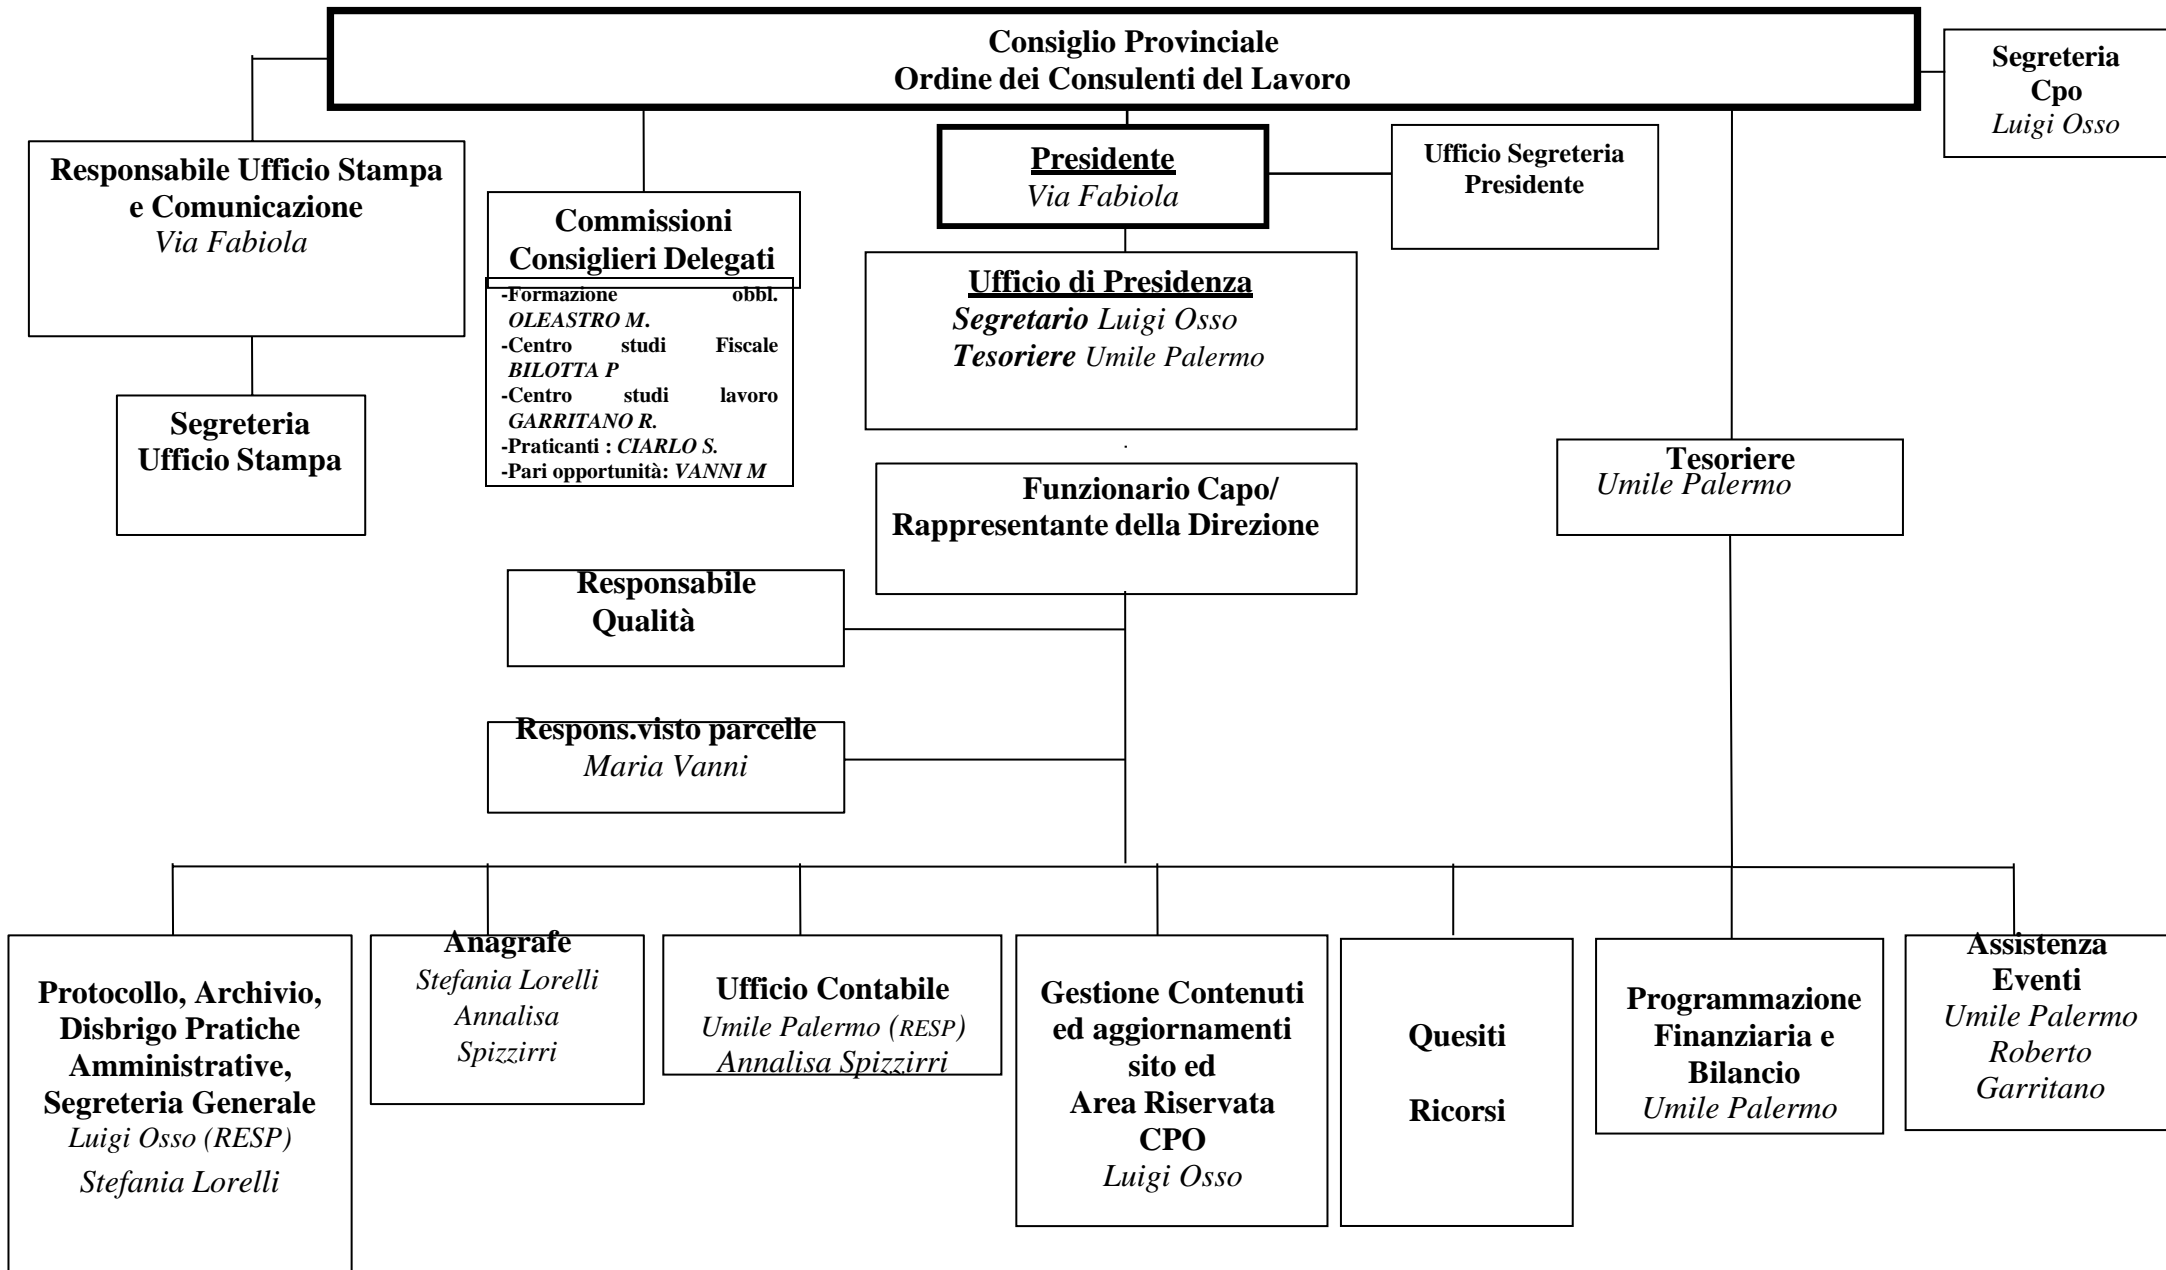 Consiglio Provinciale
Ordine dei Consulenti del Lavoro
Segreteria
Cpo
Luigi Osso
Responsabile Ufficio Stampa
e Comunicazione
Via Fabiola
Segreteria
Ufficio Stampa
Commissioni
Consiglieri Delegati
-Formazione obbl.
OLEASTRO M.
-Centro studi Fiscale
BILOTTA P
-Centro studi lavoro
GARRITANO R.
-Praticanti : CIARLO S.
-Pari opportunità: VANNI M
Presidente
Via Fabiola
Ufficio Segreteria
Presidente
Ufficio di Presidenza
Segretario Luigi Osso
Tesoriere Umile Palermo
.
Funzionario Capo/
Rappresentante della Direzione
Tesoriere
Umile Palermo
Responsabile
Qualità
Respons.visto parcelle
Maria Vanni
Protocollo, Archivio,
Disbrigo Pratiche
Amministrative,
Segreteria Generale
Luigi Osso (RESP)
Stefania Lorelli
Anagrafe
Stefania Lorelli
Annalisa
Spizzirri
Ufficio Contabile
Umile Palermo (RESP)
Annalisa Spizzirri
Gestione Contenuti
ed aggiornamenti
sito ed
Area Riservata
CPO
Luigi Osso
Quesiti
Ricorsi
Programmazione
Finanziaria e
Bilancio
Umile Palermo
Assistenza
Eventi
Umile Palermo
Roberto
Garritano